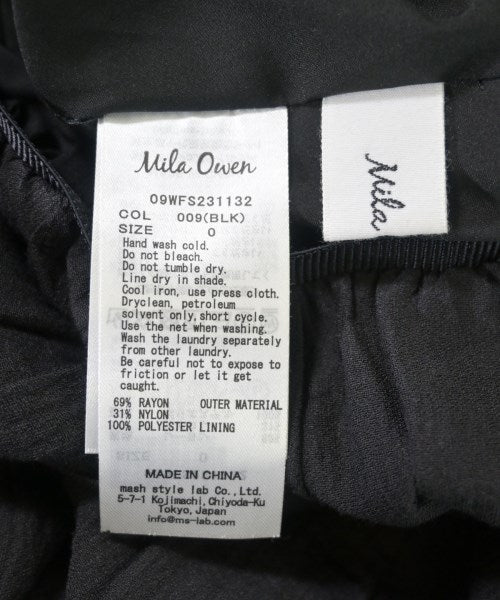 Mila Owen
09WFS231132
COL 009(BLK)
SIZE 0
Hand wash cold.
Do not bleach.
Do not tumble dry.
Line dry in shade.
Cool iron, use press cloth.
Dryclean, petroleum
solvent only, short cycle.
Use the net when washing.
Wash the laundry separately
from other laundry.
Be careful not to expose to
friction or let it get
caught.
69% RAYON OUTER MATERIAL
31% NYLON
100% POLYESTER LINING
MADE IN CHINA
mash style lab Co., Ltd.
5-7-1 Kojimachi, Chiyoda-Ku
Tokyo, Japan
info@ms-lab.com
Mila